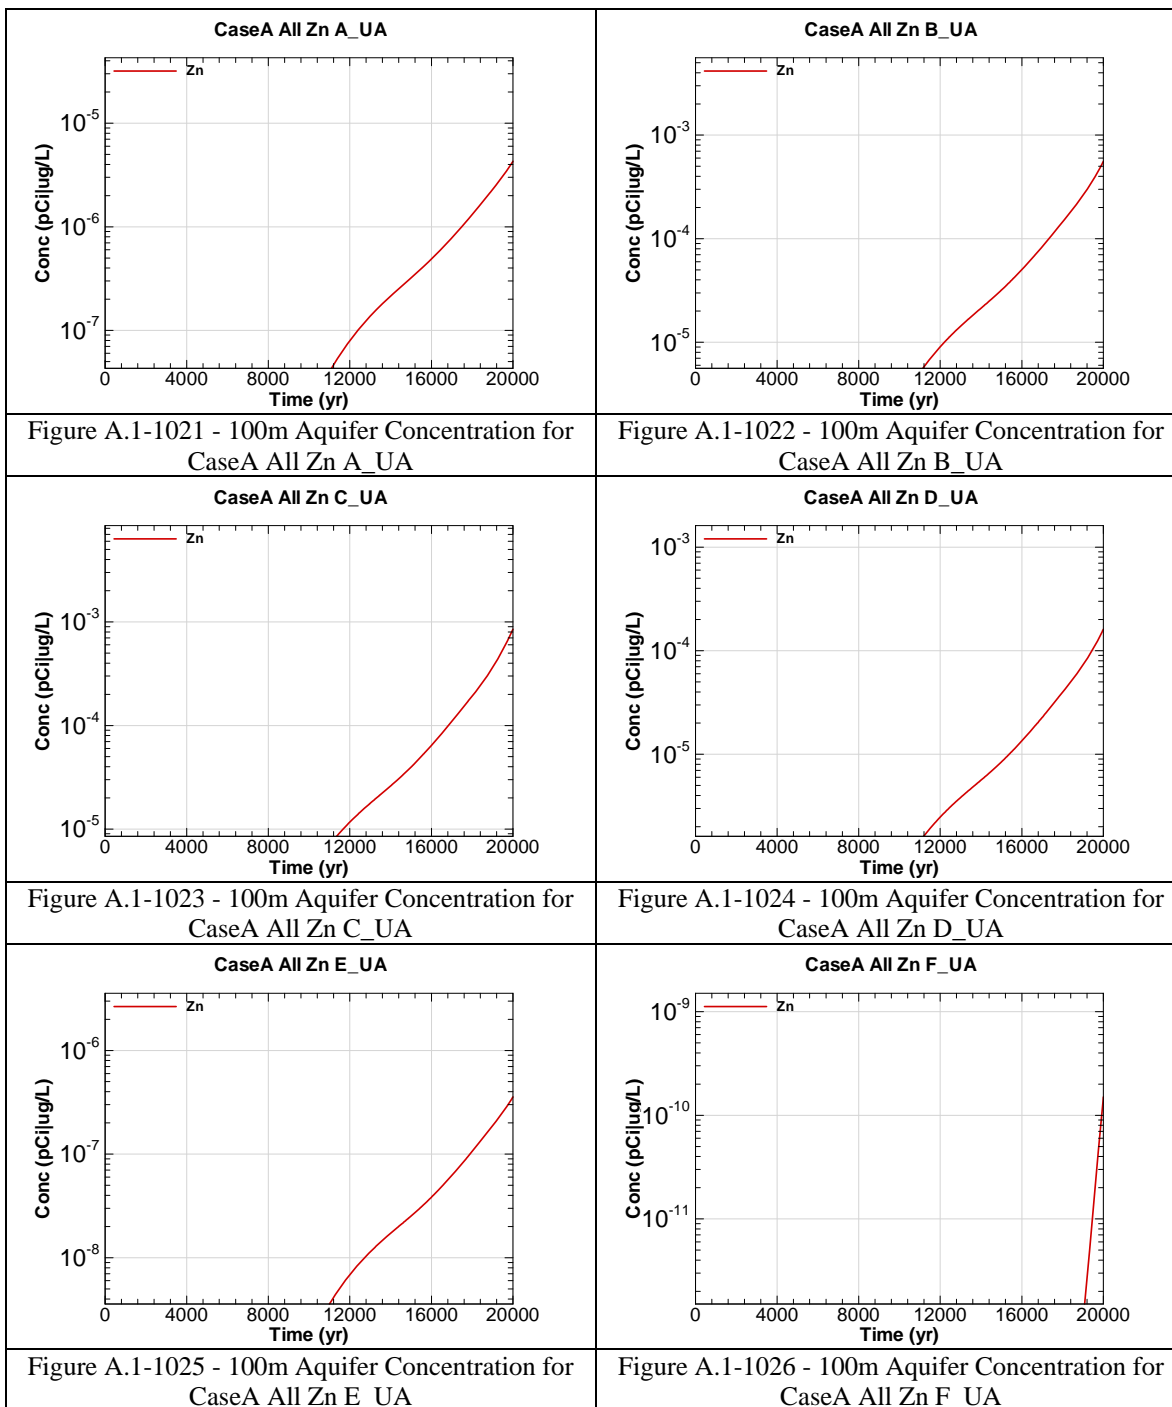 CaseA All Zn A_UA
Zn
Conc (pCi|ug/L)
10-5
10-6
10-7
0 4000 8000 12000 16000 20000
Time (yr)
Figure A.1-1021 - 100m Aquifer Concentration for
CaseA All Zn A_UA
CaseA All Zn B_UA
Zn
Conc (pCi|ug/L)
10-3
10-4
10-5
0 4000 8000 12000 16000 20000
Time (yr)
Figure A.1-1022 - 100m Aquifer Concentration for
CaseA All Zn B_UA
CaseA All Zn C_UA
Zn
Conc (pCi|ug/L)
10-3
10-4
10-5
0 4000 8000 12000 16000 20000
Time (yr)
Figure A.1-1023 - 100m Aquifer Concentration for
CaseA All Zn C_UA
CaseA All Zn D_UA
Zn
Conc (pCi|ug/L)
10-3
10-4
10-5
0 4000 8000 12000 16000 20000
Time (yr)
Figure A.1-1024 - 100m Aquifer Concentration for
CaseA All Zn D_UA
CaseA All Zn E_UA
Zn
Conc (pCi|ug/L)
10-6
10-7
10-8
0 4000 8000 12000 16000 20000
Time (yr)
Figure A.1-1025 - 100m Aquifer Concentration for
CaseA All Zn E_UA
CaseA All Zn F_UA
Zn
Conc (pCi|ug/L)
10-9
10-10
10-11
0 4000 8000 12000 16000 20000
Time (yr)
Figure A.1-1026 - 100m Aquifer Concentration for
CaseA All Zn F_UA